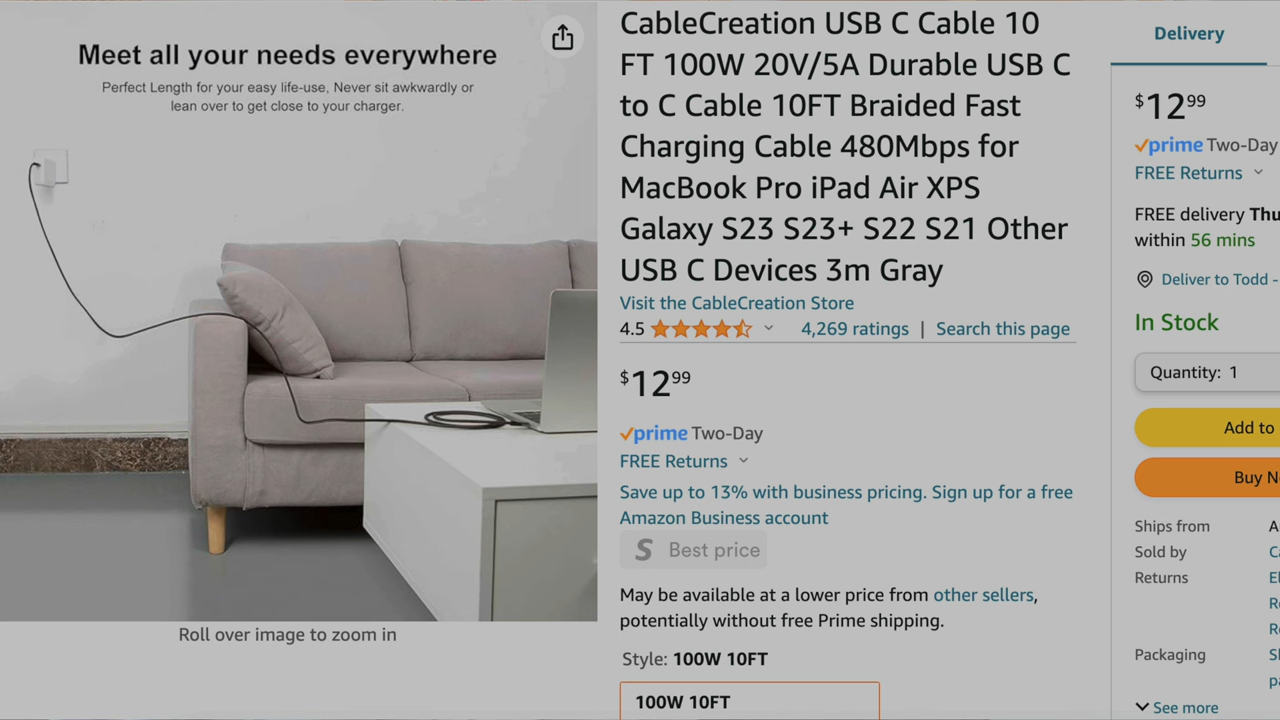 Meet all your needs everywhere
Perfect Length for your easy life-use, Never sit awkwardly or
lean over to get close to your charger.
Roll over image to zoom in
CableCreation USB C Cable 10
FT 100W 20V/5A Durable USB C
to C Cable 10FT Braided Fast
Charging Cable 480Mbps for
MacBook Pro iPad Air XPS
Galaxy S23 S23+ S22 S21 Other
USB C Devices 3m Gray
Visit the CableCreation Store
4.5 4,269 ratings | Search this page
$12.99
prime Two-Day
FREE Returns
Save up to 13% with business pricing. Sign up for a free
Amazon Business account
S Best price
May be available at a lower price from other sellers,
potentially without free Prime shipping.
Style: 100W 10FT
100W 10FT
Delivery
$12.99
prime Two-Day
FREE Returns
FREE delivery Thu
within 56 mins
Deliver to Todd -
In Stock
Quantity: 1
Add to
Buy
Ships from
Sold by
Returns
Packaging
See more